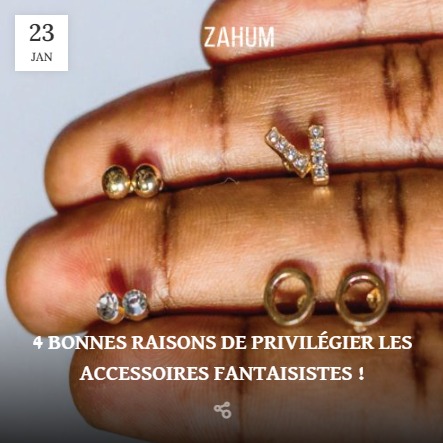 23
JAN
ZAHUM
4 BONNES RAISONS DE PRIVILÉGIER LES
ACCESSOIRES FANTAISISTES !